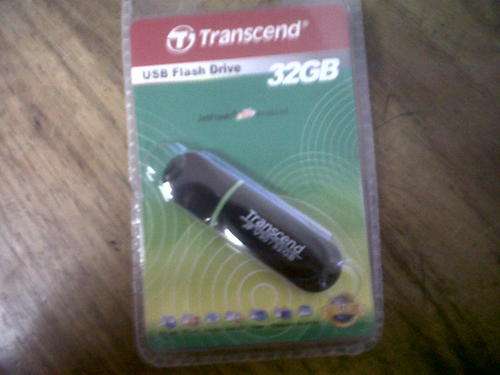 Transcend®
USB Flash Drive
32GB
Transcend